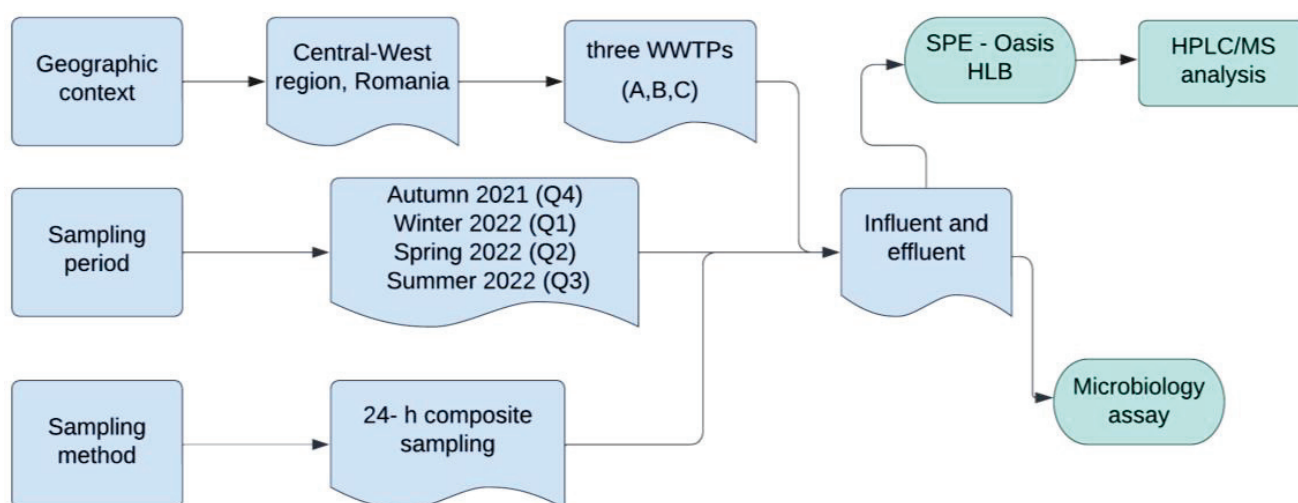 Geographic
context
Central-West
region, Romania
three WWTPs
(A,B,C)
SPE - Oasis
HLB
HPLC/MS
analysis
Sampling
period
Autumn 2021 (Q4)
Winter 2022 (Q1)
Spring 2022 (Q2)
Summer 2022 (Q3)
Influent and
effluent
Sampling
method
24- h composite
sampling
Microbiology
assay